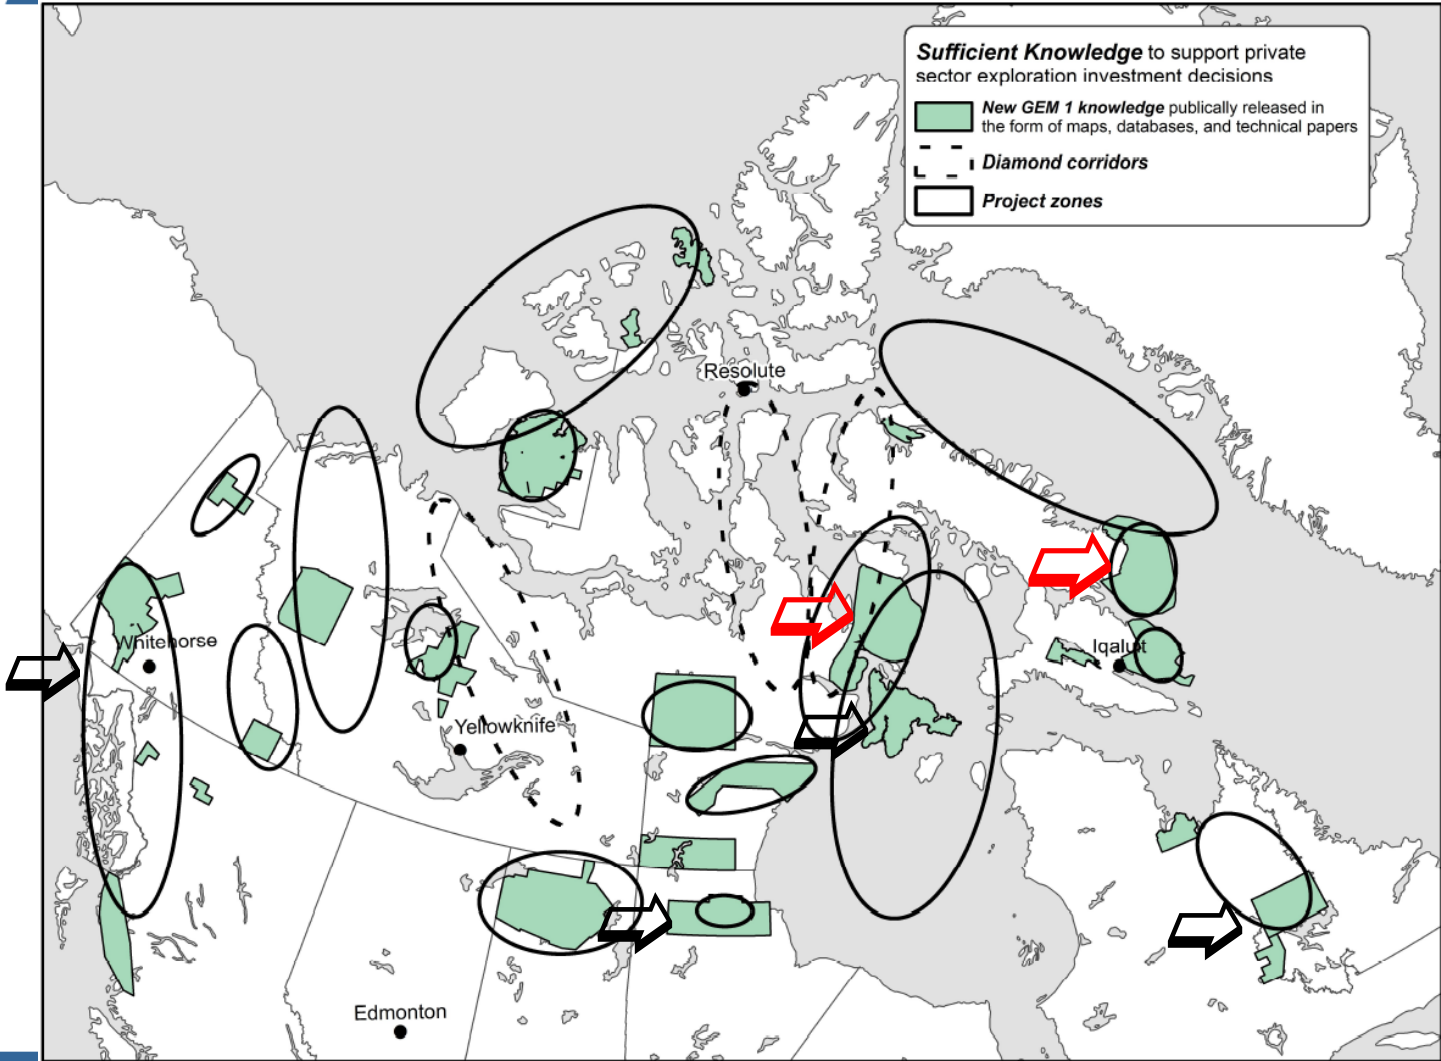 Sufficient Knowledge to support private
sector exploration investment decisions
New GEM 1 knowledge publically released in
the form of maps, databases, and technical papers
Diamond corridors
Project zones
Resolute
Whitehorse
Iqaluit
Yellowknife
Edmonton